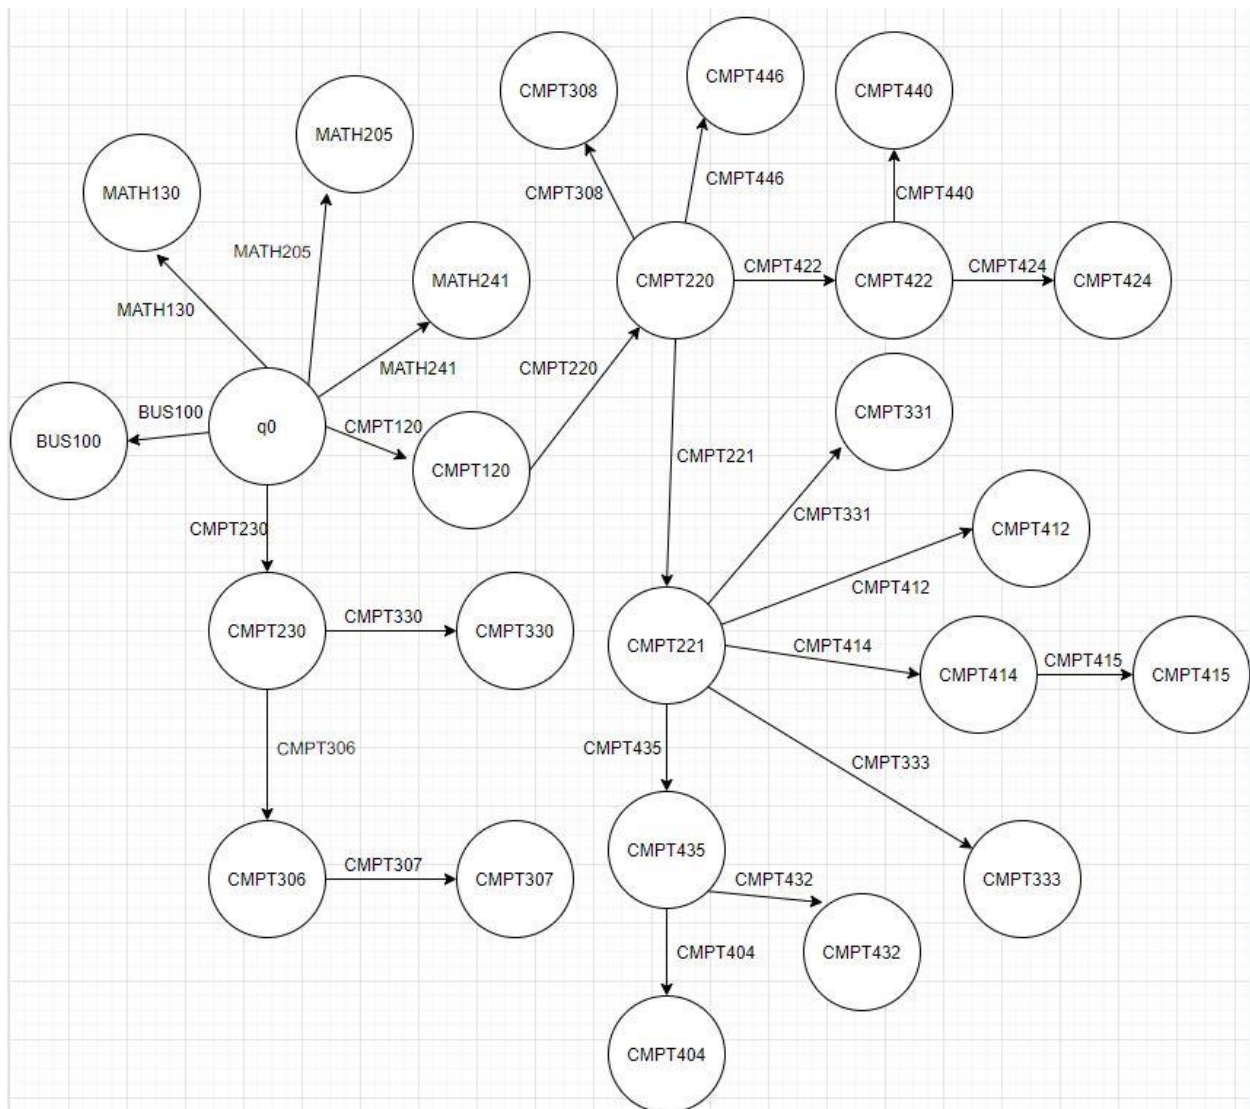 CMPT446
CMPT308
CMPT440
MATH205
CMPT446
MATH130
CMPT308
CMPT440
MATH205
CMPT422
CMPT424
MATH241
CMPT220
CMPT422
CMPT424
MATH130
MATH241
CMPT220
BUS100
CMPT331
CMPT120
q0
BUS100
CMPT221
CMPT120
CMPT331
CMPT230
CMPT412
CMPT412
CMPT330
CMPT230
CMPT330
CMPT221
CMPT414
CMPT415
CMPT414
CMPT415
CMPT306
CMPT435
CMPT333
CMPT435
CMPT307
CMPT306
CMPT307
CMPT432
CMPT333
CMPT404
CMPT432
CMPT404